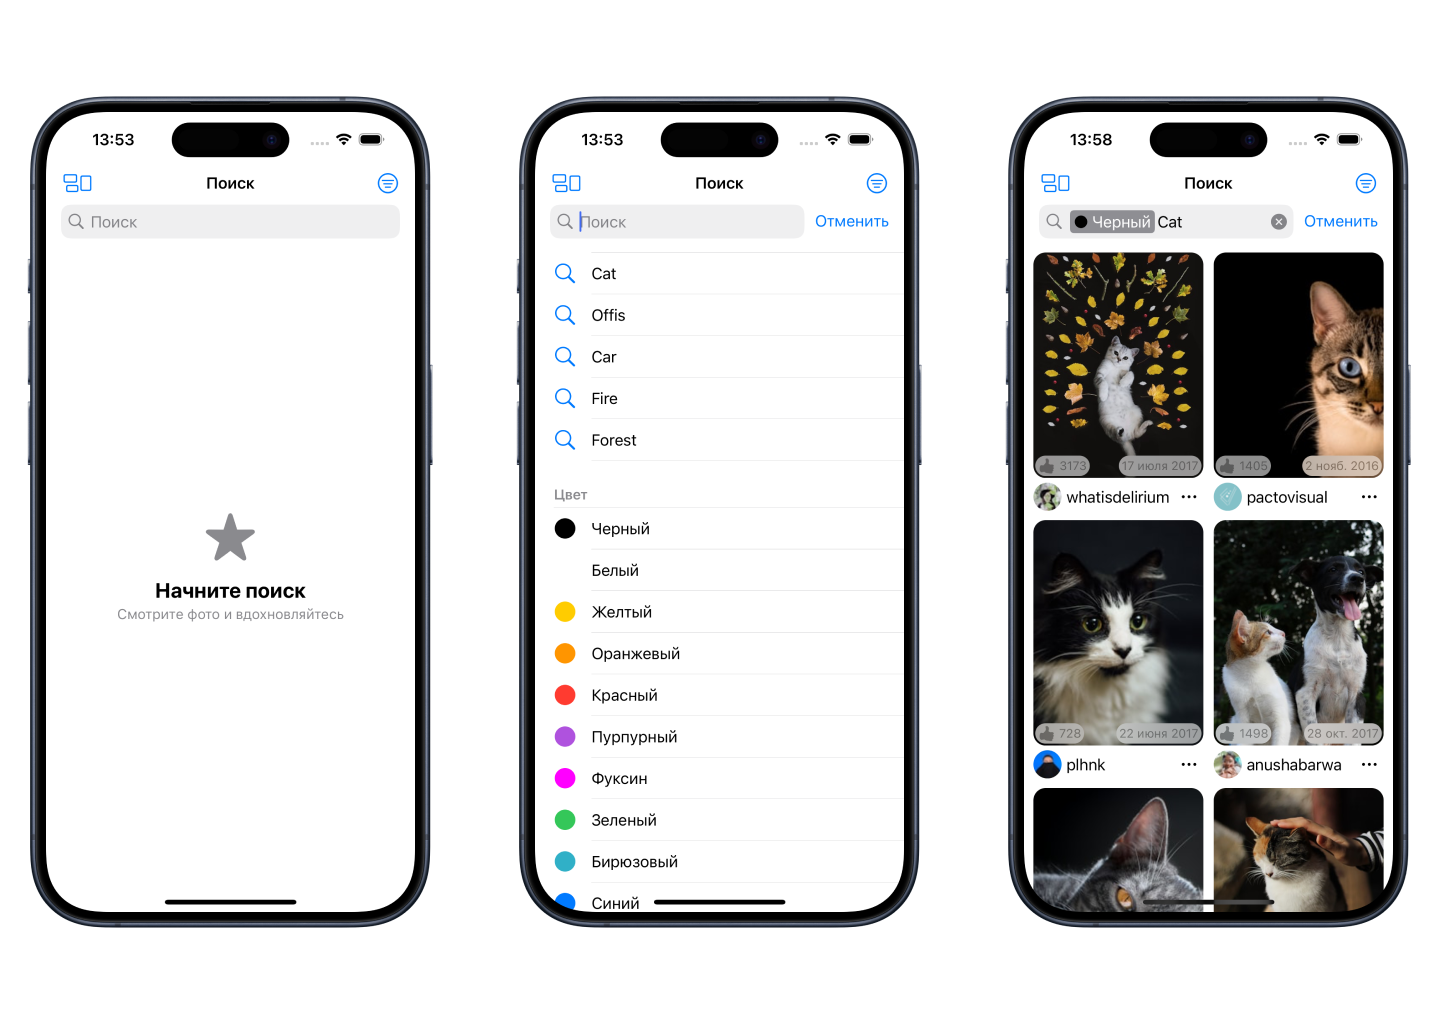 13:53
Поиск
Поиск
Начните поиск
Смотрите фото и вдохновляйтесь
13:53
Поиск
Поиск
Отменить
Cat
Offis
Car
Fire
Forest
Цвет
Черный
Белый
Желтый
Оранжевый
Красный
Пурпурный
Фуксин
Зеленый
Бирюзовый
Синий
13:58
Поиск
Черный Cat
Отменить
3173
17 июля 2017
1405
2 нояб. 2016
whatisdelirium
pactovisual
728
22 июня 2017
1498
28 окт. 2017
plhnk
anushabarwa